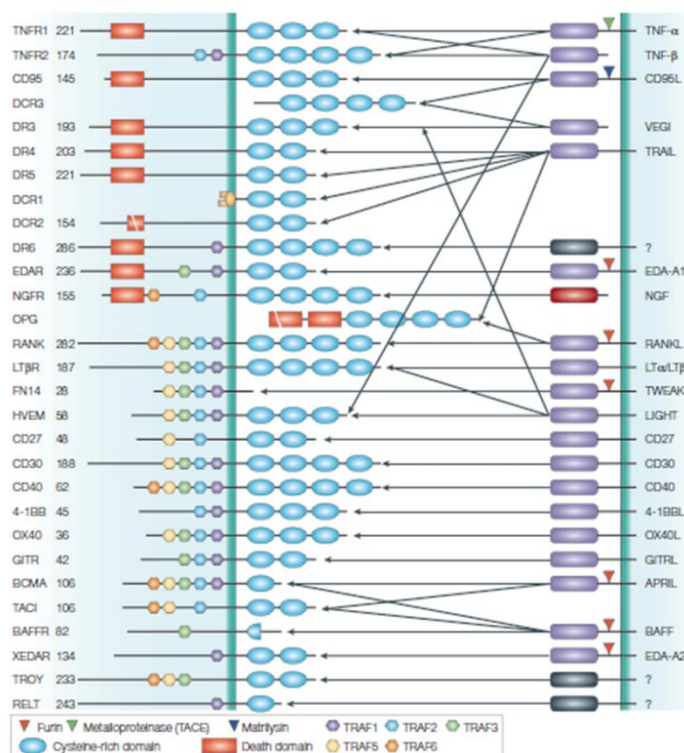 TNFR1 221 TNF-α
TNFR2 174 TNF-β
CD95 145 CD95L
DCR3
DR3 193 VEGI
DR4 203 TRAIL
DR5 221
DCR1
DCR2 154
DR6 286 ?
EDAR 236 EDA-A1
NGFR 155 NGF
OPG
RANK 282 RANKL
LTβR 187 LTα/LTβ
FN14 28 TWEAK
HVEM 58 LIGHT
CD27 48 CD27
CD30 188 CD30
CD40 62 CD40
4-1BB 45 4-1BBL
OX40 36 OX40L
GITR 42 GITRL
BCMA 106 APRIL
TACI 106
BAFFR 82 BAFF
XEDAR 134 EDA-A2
TROY 233 ?
RELT 243 ?
Furin Metalloproteinase (TACE) Matrilysin TRAF1 TRAF2 TRAF3
Cysteine-rich domain Death domain TRAF5 TRAF6